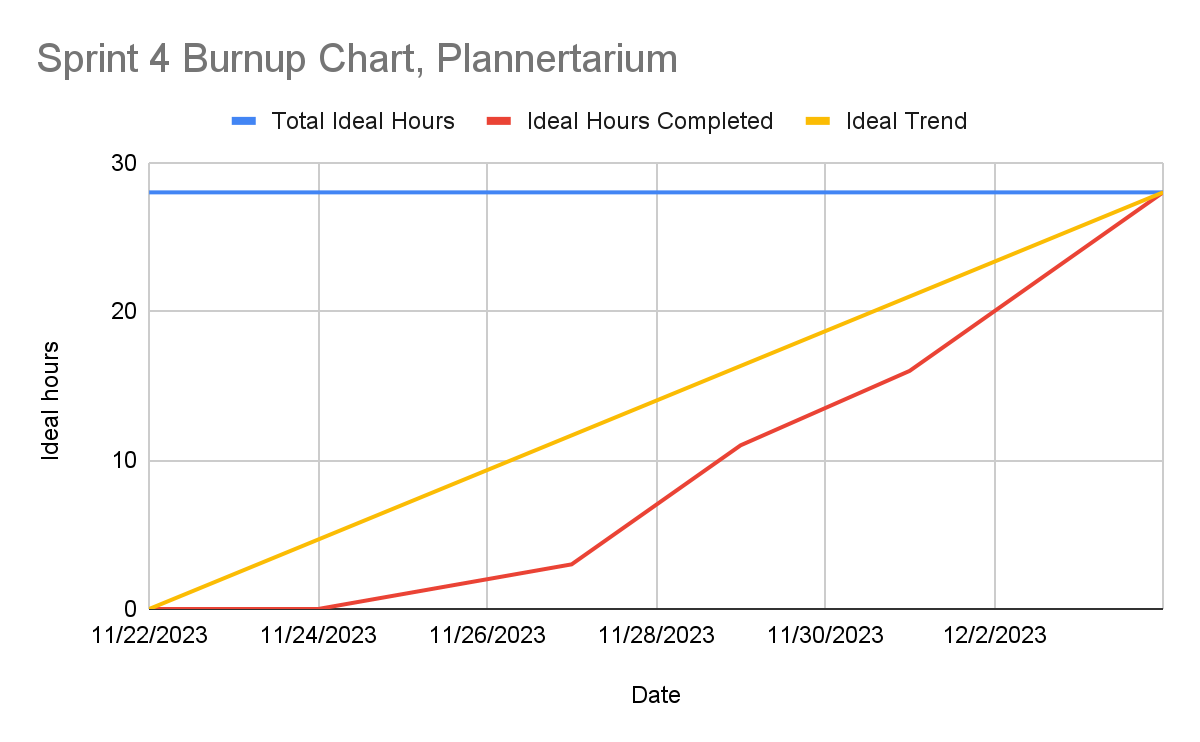 Sprint 4 Burnup Chart, Plannertarium
Total Ideal Hours Ideal Hours Completed Ideal Trend
30
20
10
0
Ideal hours
11/22/2023 11/24/2023 11/26/2023 11/28/2023 11/30/2023 12/2/2023
Date